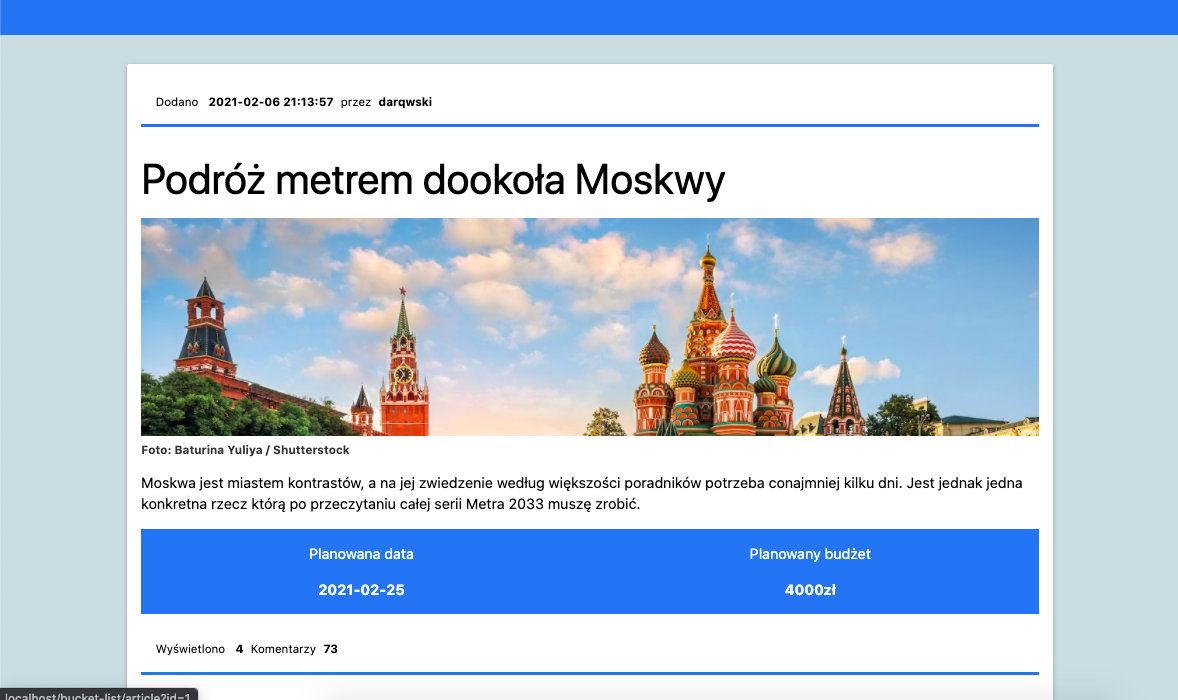 Dodano 2021-02-06 21:13:57 przez darqwski
Podróż metrem dookoła Moskwy
Foto: Baturina Yuliya / Shutterstock
Moskwa jest miastem kontrastów, a na jej zwiedzenie według większości poradników potrzeba conajmniej kilku dni. Jest jednak jedna
konkretna rzecz którą po przeczytaniu całej serii Metra 2033 muszę zrobić.
Planowana data Planowany budżet
2021-02-25 4000zł
Wyświetlono 4 Komentarzy 73
localhost/bucket-list/article?id=1